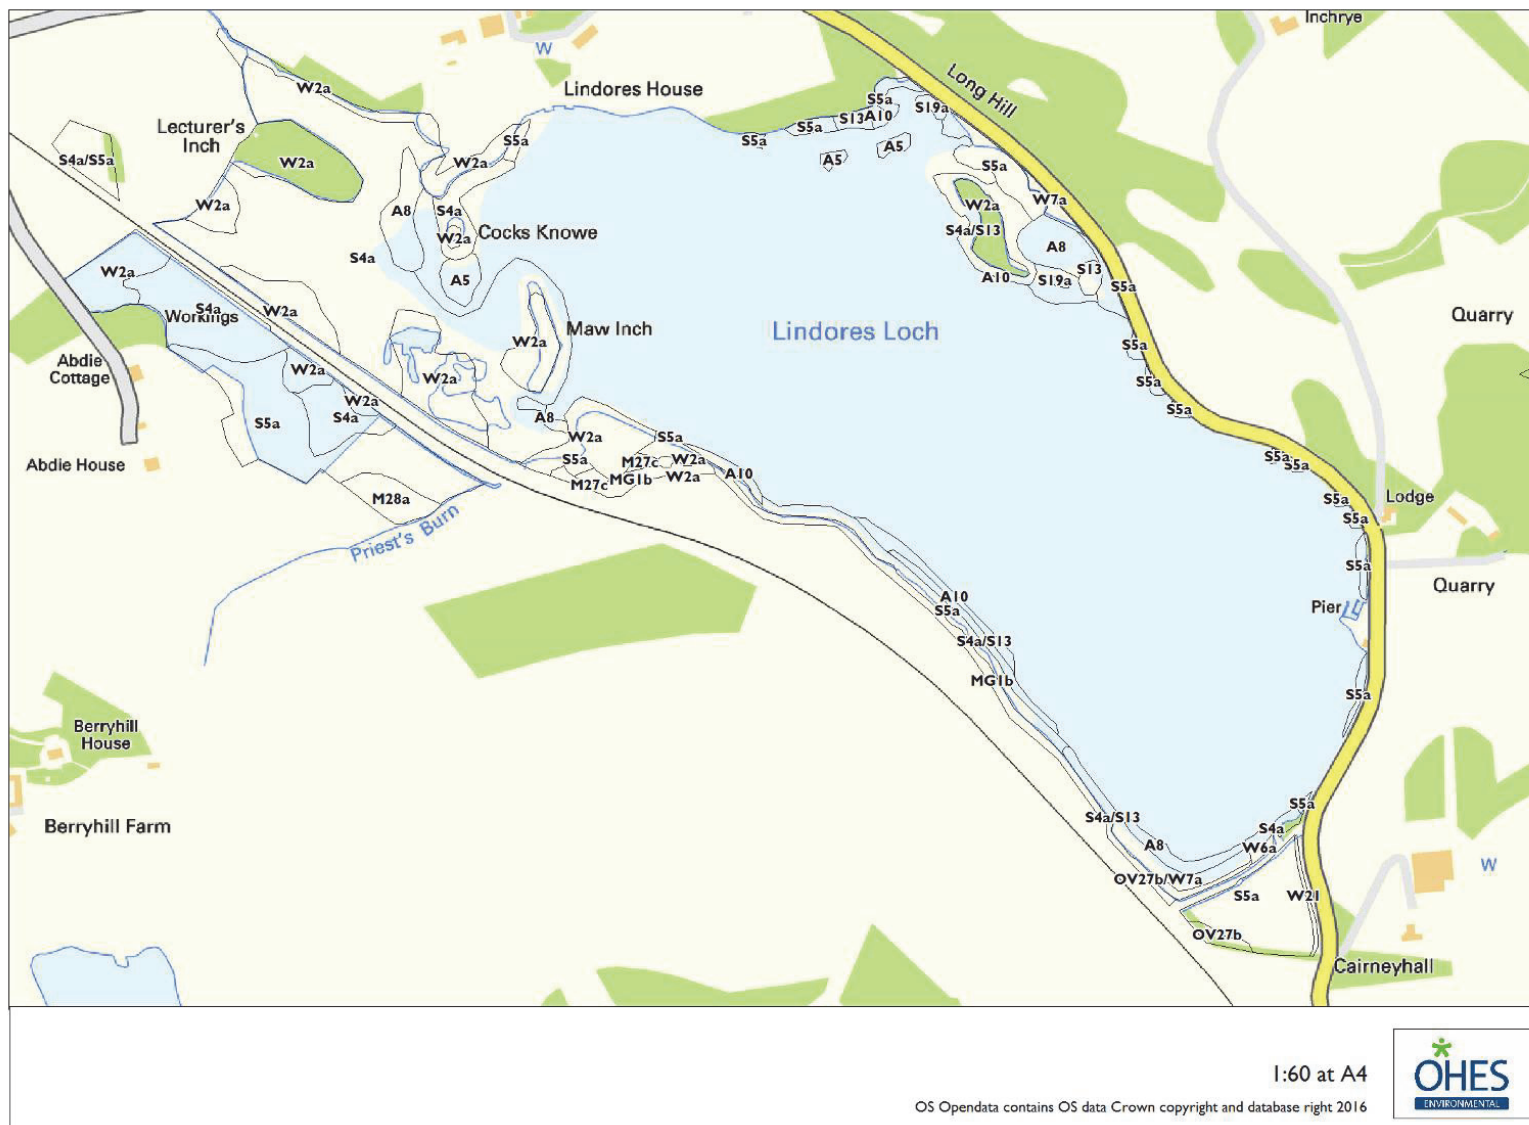 Inchrye
W
Long Hill
Lindores House
W2a
S5a
S19a
S13
A10
Lecturer's
Inch
S5a
S5a
S5a
A5
A5
S4a/S5a
W2a
W2a
S5a
W2a
A8
S4a
W2a
W7a
W2a
Cocks Knowe
S4a/S13
A8
S4a
W2a
A5
A10
S19a
S13
S5a
S4a
Workings
W2a
W2a
Maw Inch
Lindores Loch
Quarry
S5a
Abdie
Cottage
W2a
W2a
S5a
W2a
S4a
A8
S5a
S5a
W2a
S5a
Abdie House
S5a
M27c
W2a
A10
S5a
S5a
M28a
M27c
MG1b
W2a
S5a
Lodge
Priest's Burn
S5a
S5a
Quarry
A10
S5a
Pier
S4a/S13
MG1b
S5a
Berryhill
House
Berryhill Farm
S4a/S13
S5a
S4a
A8
W6a
W
OV27b/W7a
S5a
W21
OV27b
Cairneyhall
1:60 at A4
OS Opendata contains OS data Crown copyright and database right 2016
OHES
ENVIRONMENTAL